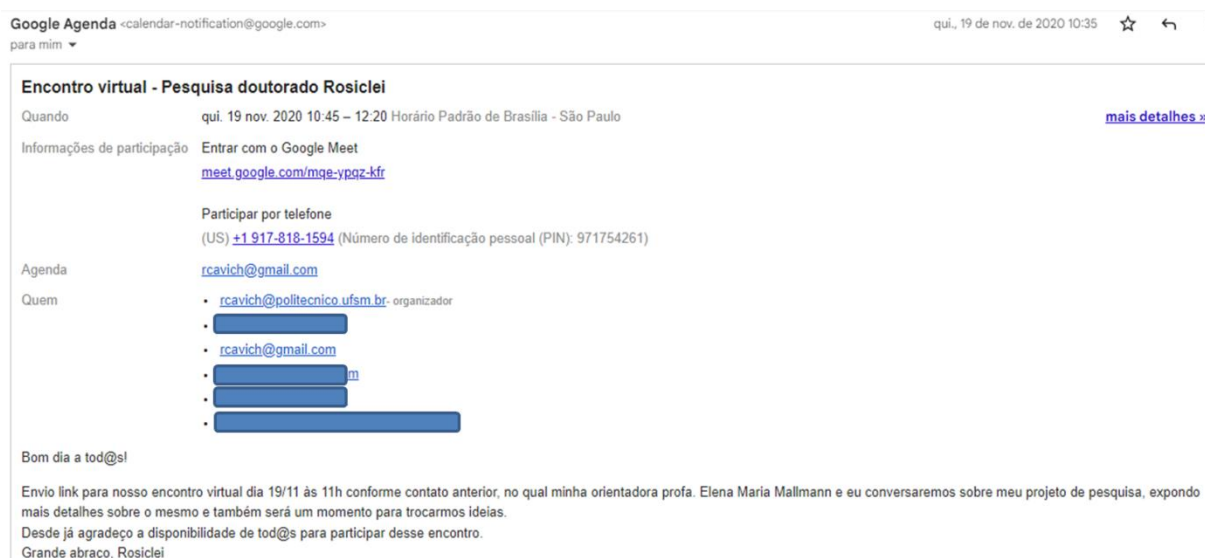 Google Agenda <calendar-notification@google.com> qui., 19 de nov. de 2020 10:35
para mim
Encontro virtual - Pesquisa doutorado Rosiclei
Quando qui. 19 nov. 2020 10:45 – 12:20 Horário Padrão de Brasília - São Paulo mais detalhes »
Informações de participação Entrar com o Google Meet
meet.google.com/mqe-ypqz-kfr
Participar por telefone
(US) +1 917-818-1594 (Número de identificação pessoal (PIN): 971754261)
Agenda rcavich@gmail.com
Quem • rcavich@politecnico.ufsm.br- organizador
•
• rcavich@gmail.com
• m
•
•
Bom dia a tod@s!
Envio link para nosso encontro virtual dia 19/11 às 11h conforme contato anterior, no qual minha orientadora profa. Elena Maria Mallmann e eu conversaremos sobre meu projeto de pesquisa, expondo
mais detalhes sobre o mesmo e também será um momento para trocarmos ideias.
Desde já agradeço a disponibilidade de tod@s para participar desse encontro.
Grande abraço, Rosiclei